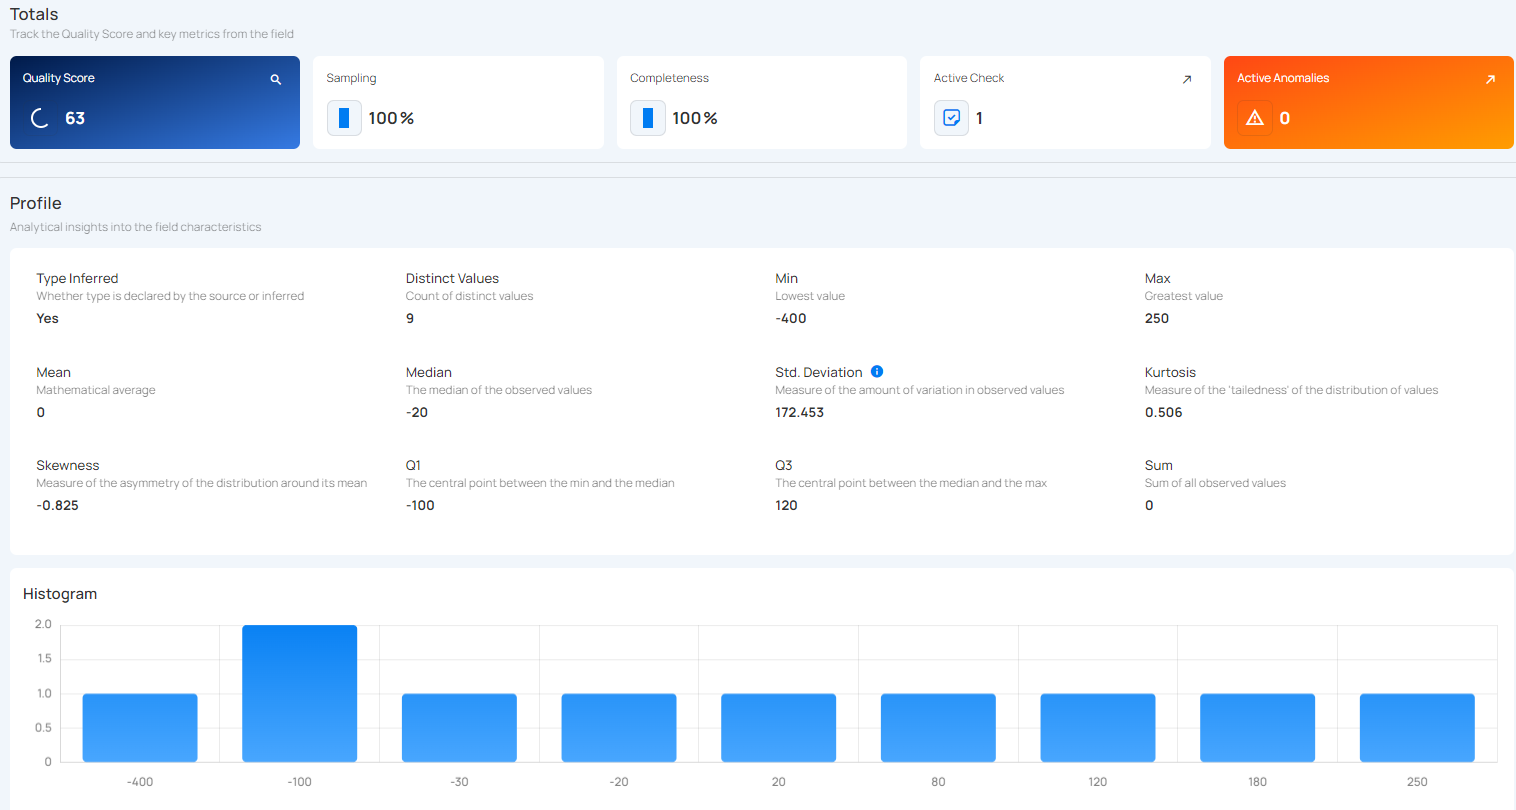 Totals
Track the Quality Score and key metrics from the field
Quality Score
63
Sampling
100%
Completeness
100%
Active Check
1
Active Anomalies
0
Profile
Analytical insights into the field characteristics
Type Inferred
Whether type is declared by the source or inferred
Yes
Distinct Values
Count of distinct values
9
Min
Lowest value
-400
Max
Greatest value
250
Mean
Mathematical average
0
Median
The median of the observed values
-20
Std. Deviation
Measure of the amount of variation in observed values
172.453
Kurtosis
Measure of the 'tailedness' of the distribution of values
0.506
Skewness
Measure of the asymmetry of the distribution around its mean
-0.825
Q1
The central point between the min and the median
-100
Q3
The central point between the median and the max
120
Sum
Sum of all observed values
0
Histogram
2.0
1.5
1.0
0.5
0
-400 -100 -30 -20 20 80 120 180 250